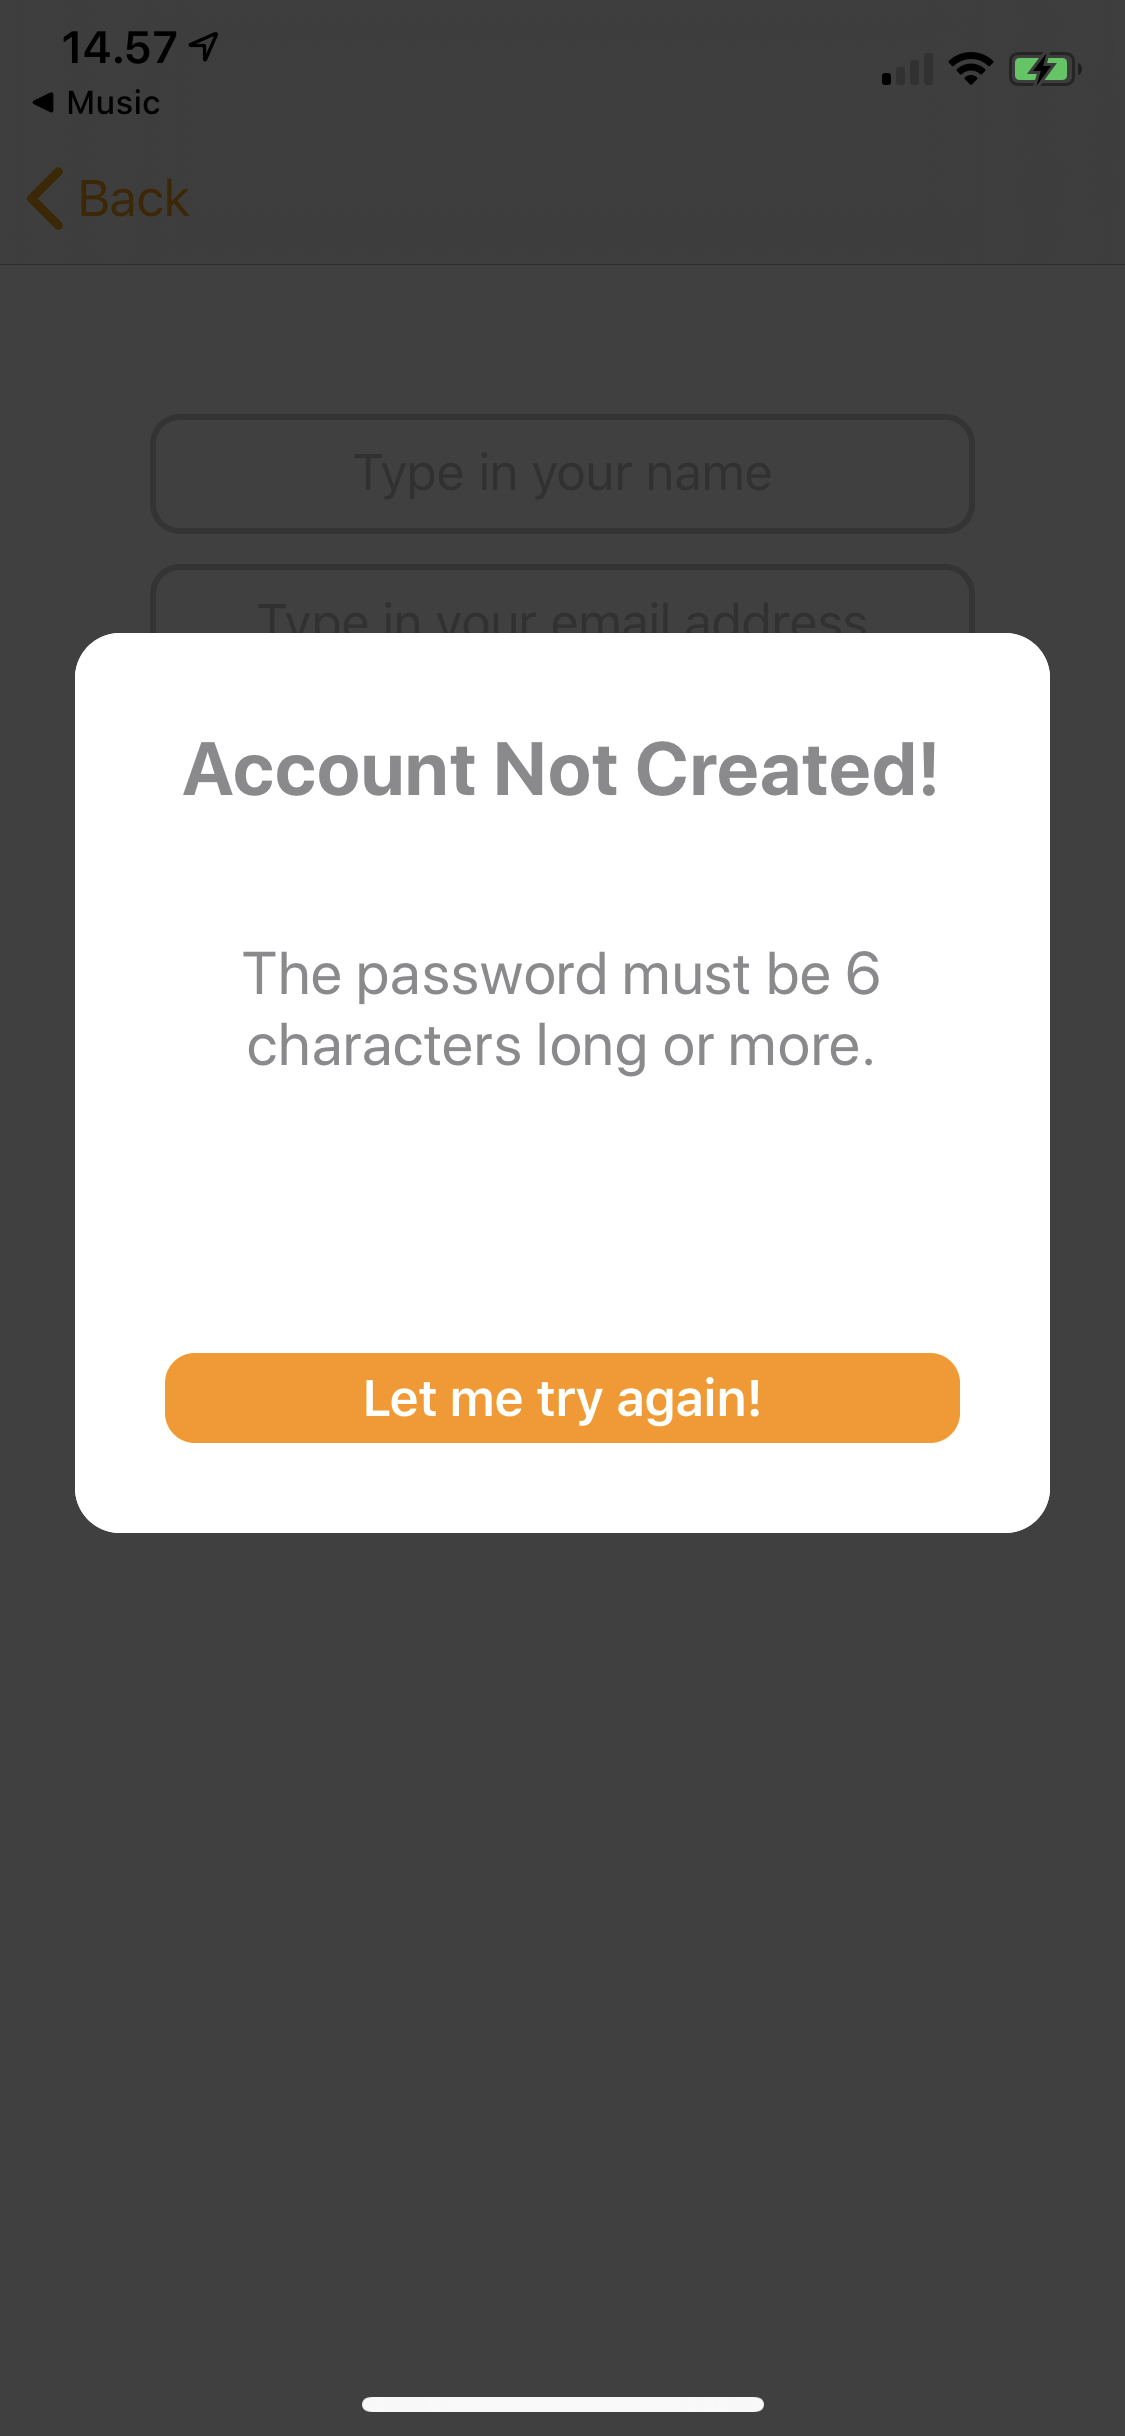 14.57
Music
Back
Type in your name
Type in your email address
Account Not Created!
The password must be 6
characters long or more.
Let me try again!